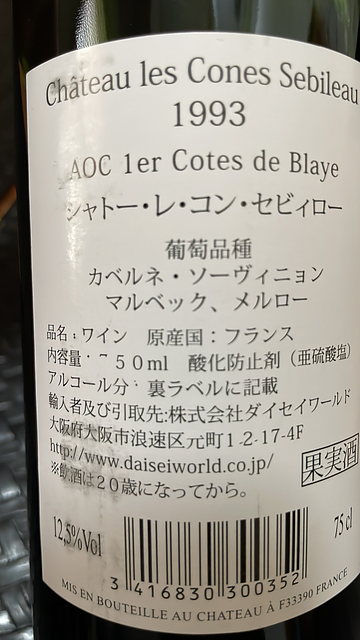 Château les Cones Sebileau
1993
AOC 1er Cotes de Blaye
シャトー・レ・コン・セビィロー
葡萄品種
カベルネ・ソーヴィニョン
マルベック、メルロー
品名：ワイン　原産国：フランス
内容量：７５０ml　酸化防止剤（亜硫酸塩）
アルコール分：裏ラベルに記載
輸入者及び引取先:株式会社ダイセイワールド
大阪府大阪市浪速区元町1-2-17-4F
http://www.daiseiworld.co.jp/
※飲酒は２０歳になってから。
果実酒
12,5%Vol
75 cl
3 416830 300352
MIS EN BOUTEILLE AU CHATEAU À F33390 FRANCE